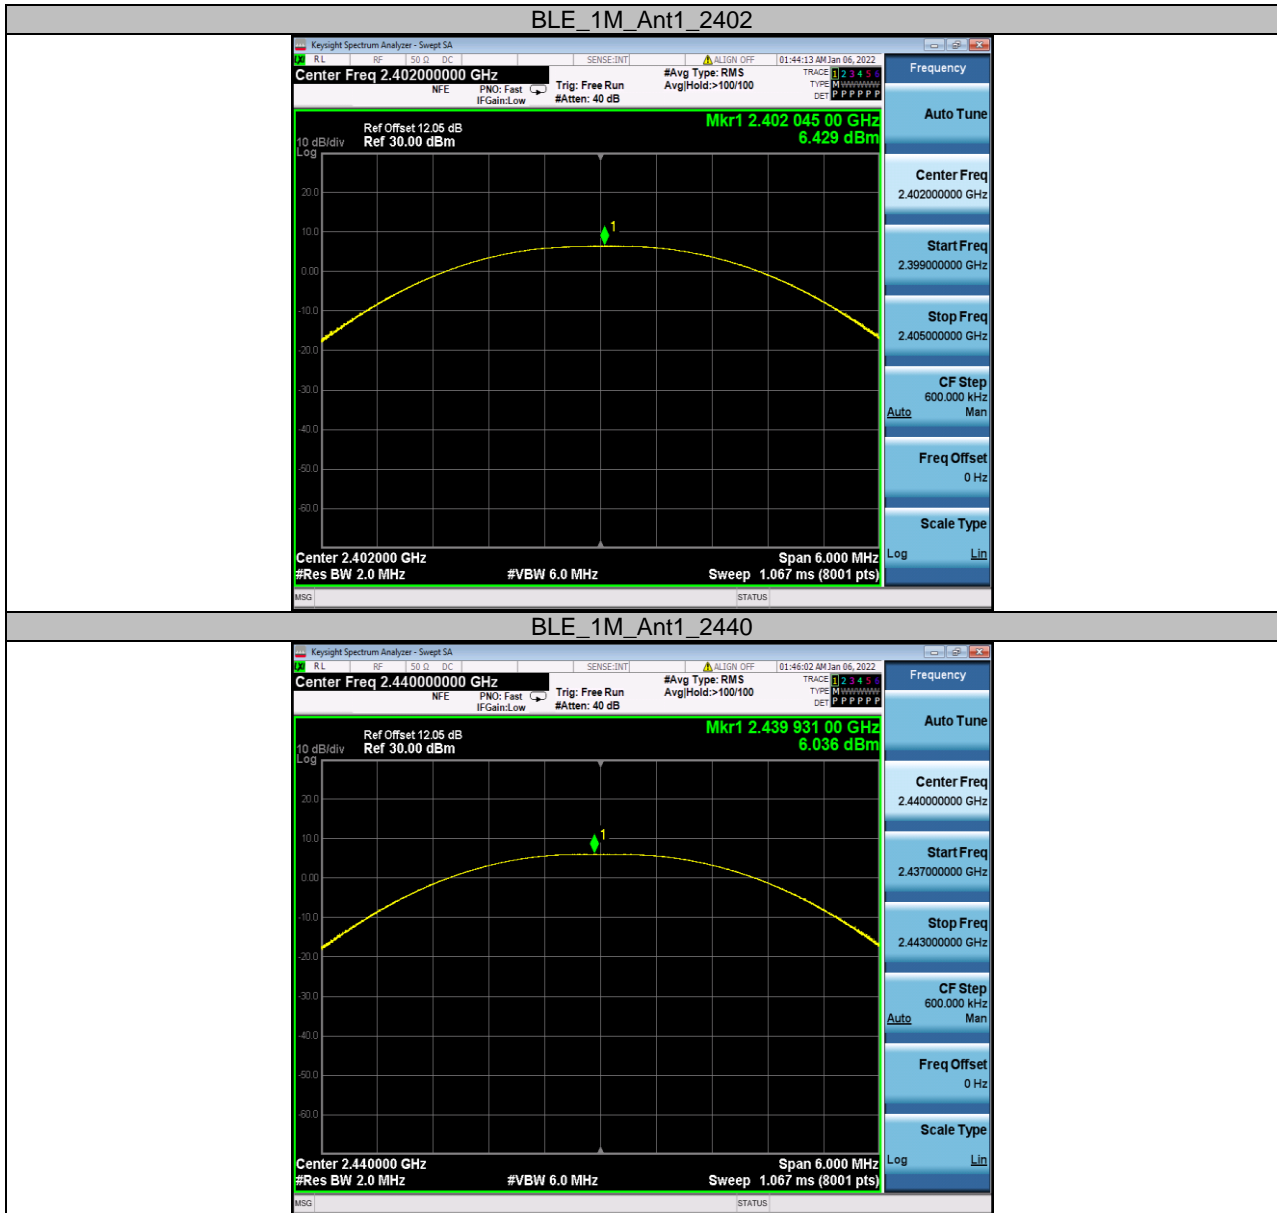 BLE_1M_Ant1_2402
Keysight Spectrum Analyzer - Swept SA
RL RF 50 Ω DC SENSE:INT ALIGN OFF 01:44:13 AM Jan 06, 2022
Center Freq 2.402000000 GHz
NFE
PNO: Fast
IFGain:Low
Trig: Free Run
#Atten: 40 dB
#Avg Type: RMS
Avg|Hold:>100/100
TRACE 1 2 3 4 5 6
TYPE M W W W W W
DET P P P P P P
Frequency
Mkr1 2.402 045 00 GHz
6.429 dBm
Ref Offset 12.05 dB
10 dB/div Ref 30.00 dBm
Log
20.0
10.0
0.00
-10.0
-20.0
-30.0
-40.0
-50.0
-60.0
1
Center 2.402000 GHz Span 6.000 MHz
#Res BW 2.0 MHz #VBW 6.0 MHz Sweep 1.067 ms (8001 pts)
MSG STATUS
Auto Tune
Center Freq
2.402000000 GHz
Start Freq
2.399000000 GHz
Stop Freq
2.405000000 GHz
CF Step
600.000 kHz
Auto Man
Freq Offset
0 Hz
Scale Type
Log Lin
BLE_1M_Ant1_2440
Keysight Spectrum Analyzer - Swept SA
RL RF 50 Ω DC SENSE:INT ALIGN OFF 01:46:02 AM Jan 06, 2022
Center Freq 2.440000000 GHz
NFE
PNO: Fast
IFGain:Low
Trig: Free Run
#Atten: 40 dB
#Avg Type: RMS
Avg|Hold:>100/100
TRACE 1 2 3 4 5 6
TYPE M W W W W W
DET P P P P P P
Frequency
Mkr1 2.439 931 00 GHz
6.036 dBm
Ref Offset 12.05 dB
10 dB/div Ref 30.00 dBm
Log
20.0
10.0
0.00
-10.0
-20.0
-30.0
-40.0
-50.0
-60.0
1
Center 2.440000 GHz Span 6.000 MHz
#Res BW 2.0 MHz #VBW 6.0 MHz Sweep 1.067 ms (8001 pts)
MSG STATUS
Auto Tune
Center Freq
2.440000000 GHz
Start Freq
2.437000000 GHz
Stop Freq
2.443000000 GHz
CF Step
600.000 kHz
Auto Man
Freq Offset
0 Hz
Scale Type
Log Lin